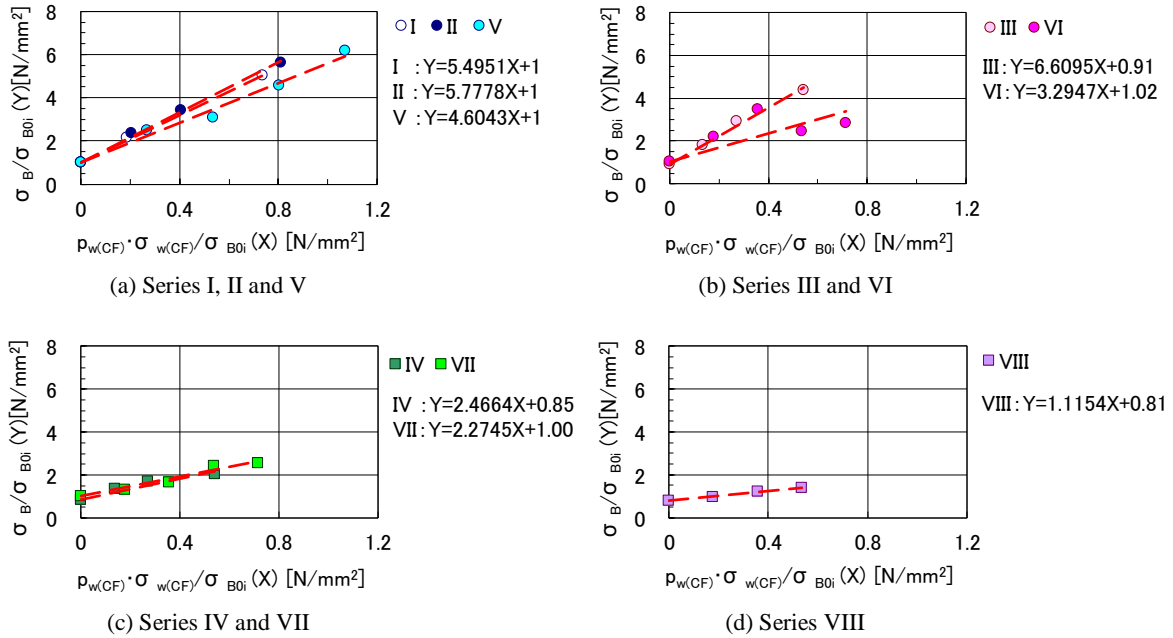 I II V
I :Y=5.4951X+1
II :Y=5.7778X+1
V :Y=4.6043X+1
σ B/σ B0i (Y)[N/mm²]
8
6
4
2
0
0 0.4 0.8 1.2
pw(CF)·σ w(CF)/σ B0i (X) [N/mm²]
(a) Series I, II and V
III VI
III:Y=6.6095X+0.91
VI:Y=3.2947X+1.02
σ B/σ B0i (Y)[N/mm²]
8
6
4
2
0
0 0.4 0.8 1.2
pw(CF)·σ w(CF)/σ B0i (X) [N/mm²]
(b) Series III and VI
IV VII
IV :Y=2.4664X+0.85
VII:Y=2.2745X+1.00
σ B/σ B0i (Y)[N/mm²]
8
6
4
2
0
0 0.4 0.8 1.2
pw(CF)·σ w(CF)/σ B0i (X) [N/mm²]
(c) Series IV and VII
VIII
VIII:Y=1.1154X+0.81
σ B/σ B0i (Y)[N/mm²]
8
6
4
2
0
0 0.4 0.8 1.2
pw(CF)·σ w(CF)/σ B0i (X) [N/mm²]
(d) Series VIII